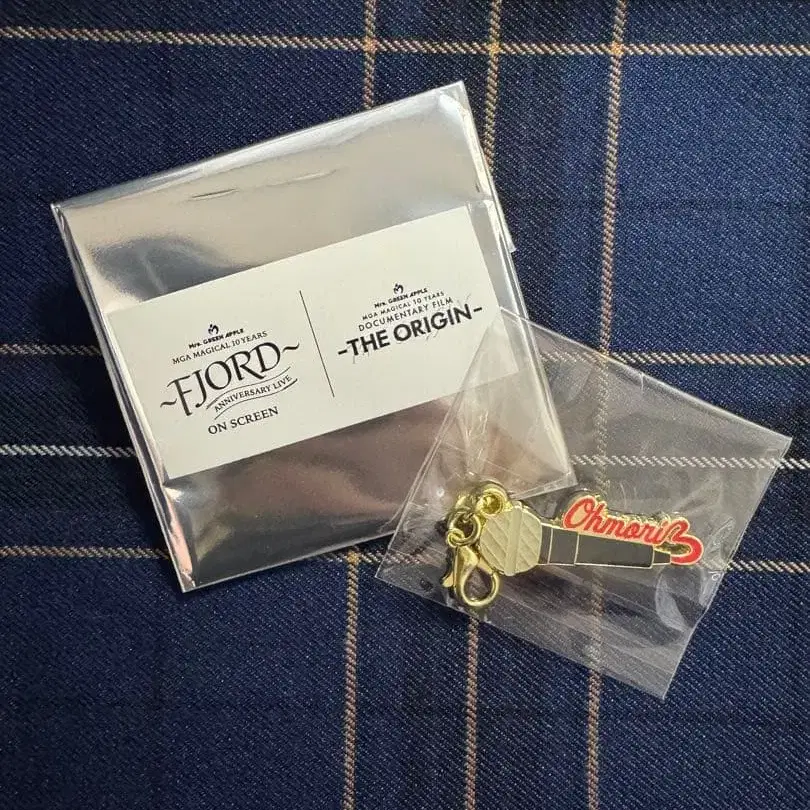 Mrs. GREEN APPLE
MGA MAGICAL 10 YEARS
~FJORD~
ANNIVERSARY LIVE
ON SCREEN
Mrs. GREEN APPLE
MGA MAGICAL 10 YEARS
DOCUMENTARY FILM
-THE ORIGIN-
Ohmori